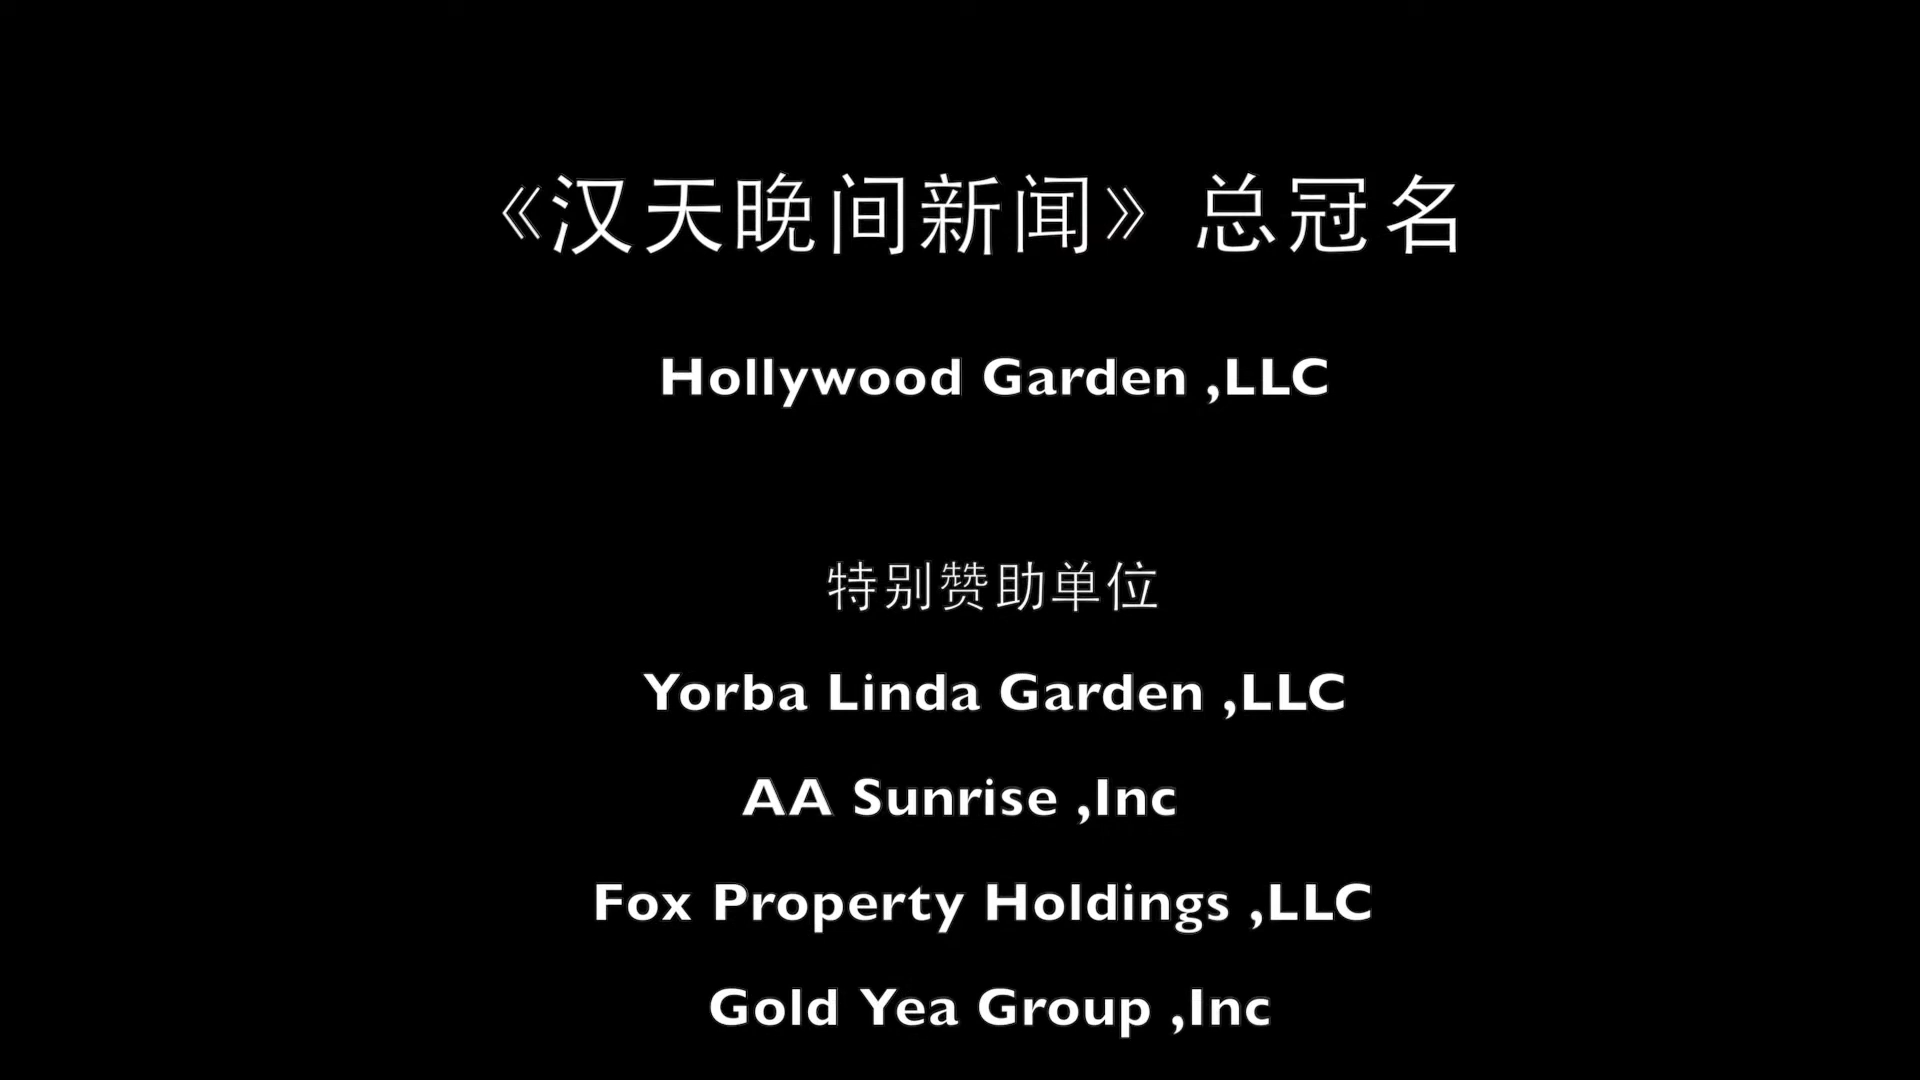 《汉天晚间新闻》总冠名
Hollywood Garden ,LLC
特别赞助单位
Yorba Linda Garden ,LLC
AA Sunrise ,Inc
Fox Property Holdings ,LLC
Gold Yea Group ,Inc